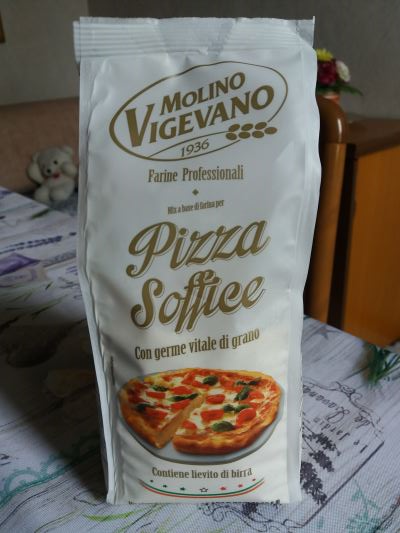 MOLINO
VIGEVANO
1936
Farine Professionali
Mix a base di farina per
Pizza
Soffice
Con germe vitale di grano
Contiene lievito di birra